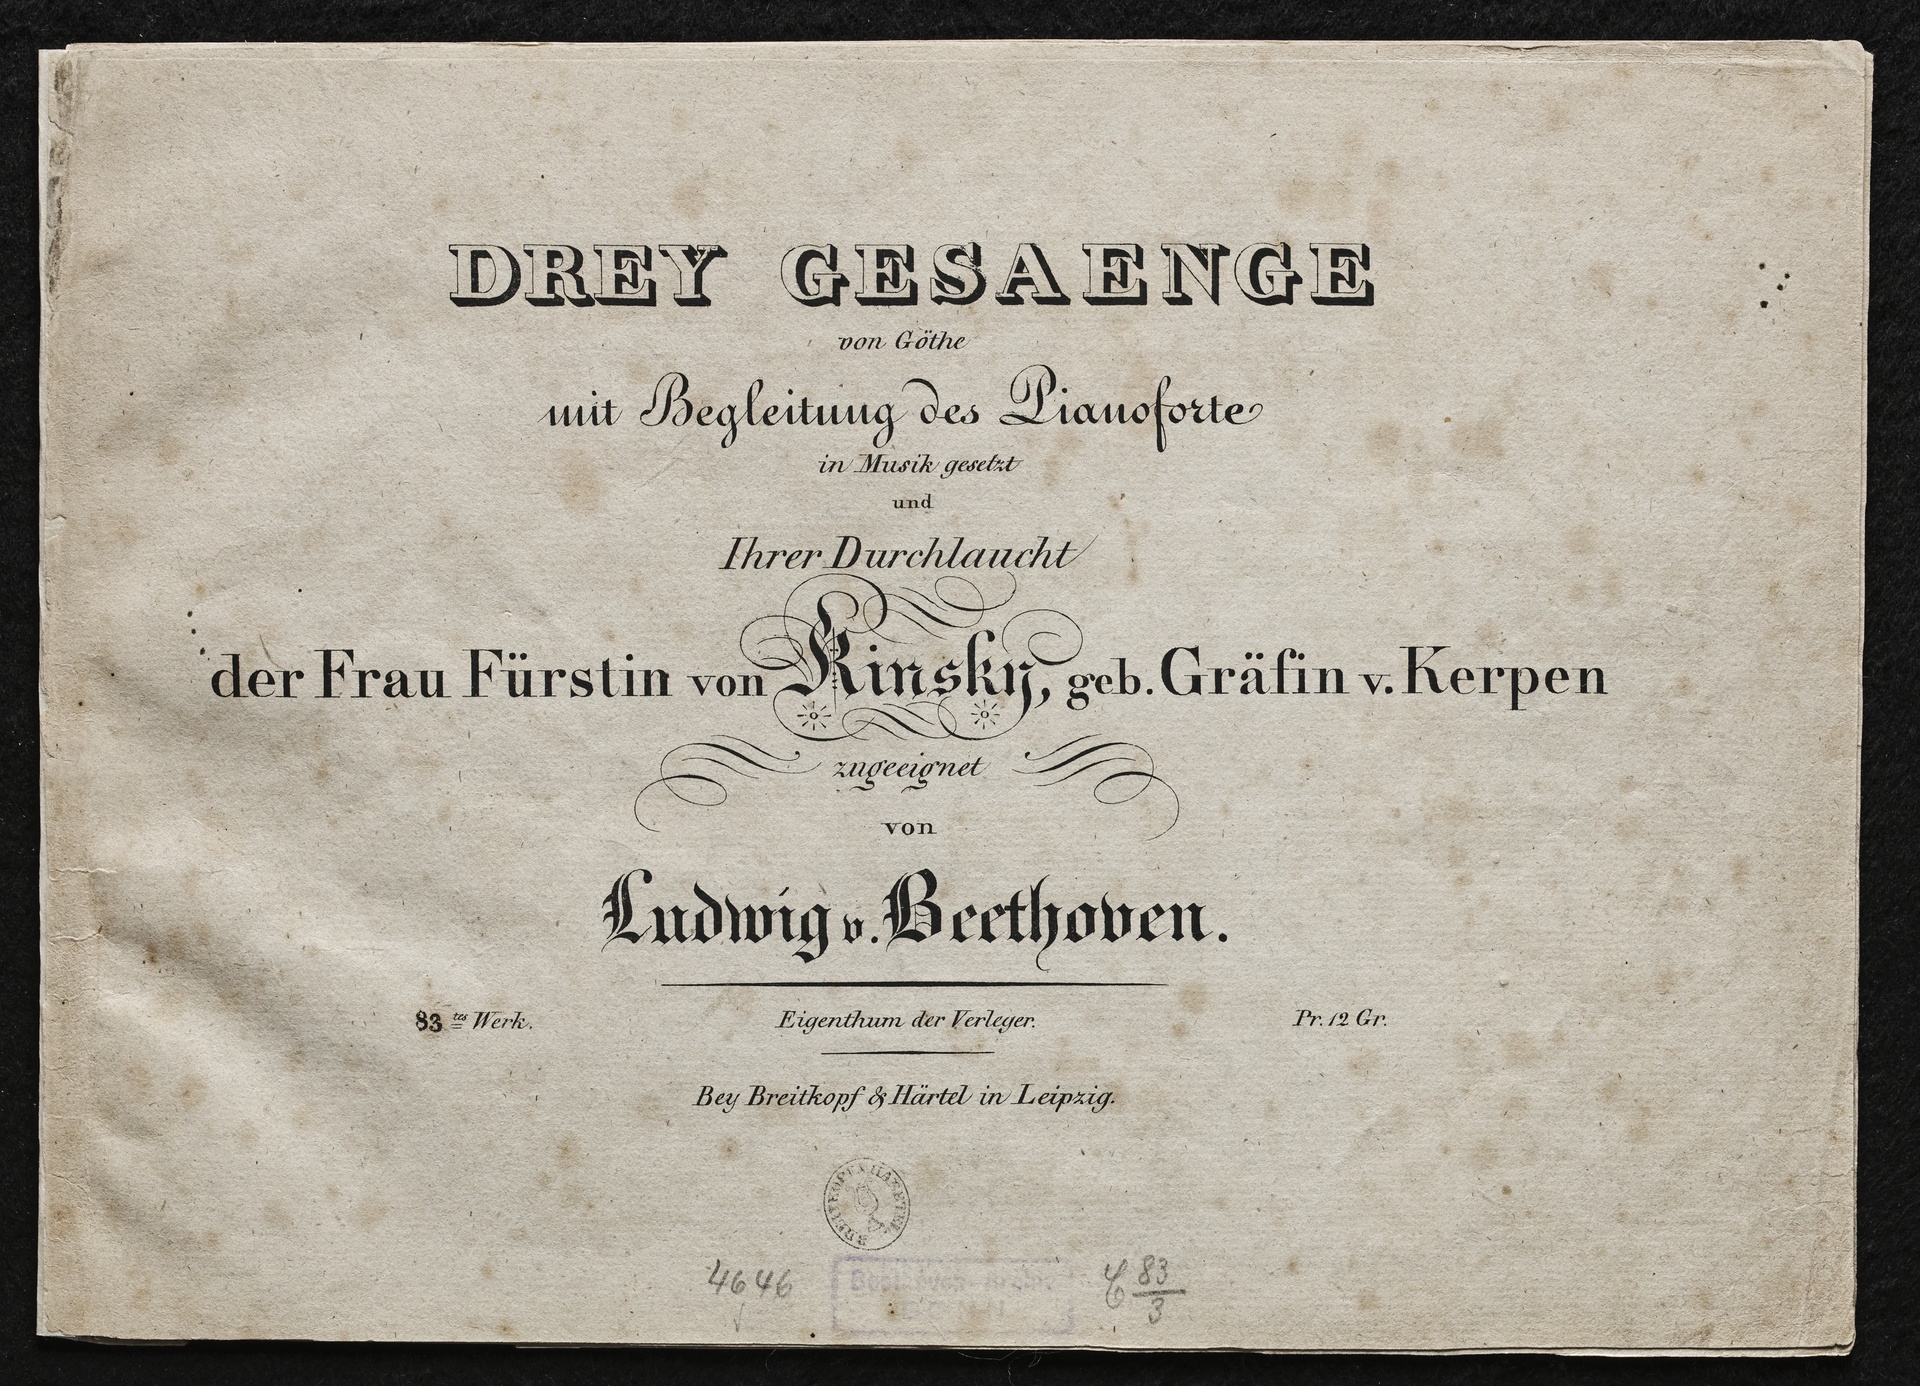 DREY GESAENGE
von Göthe
mit Begleitung des Pianoforte
in Musik gesetzt
und
Ihrer Durchlaucht
der Frau Fürstin von Kinsky, geb. Gräfin v. Kerpen
zugeeignet
von
Ludwig v. Beethoven.
83tes Werk. Eigenthum der Verleger. Pr. 12 Gr.
Bey Breitkopf & Härtel in Leipzig.
4646 83
3